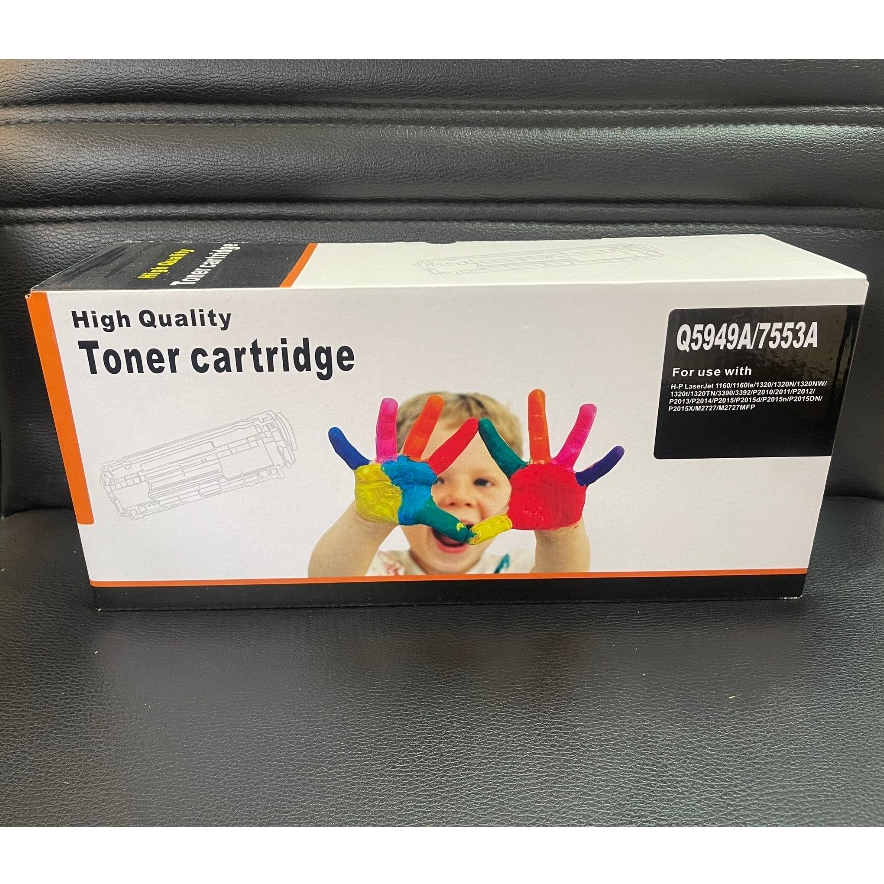 High Quality
Toner cartridge
High Quality
Toner cartridge
Q5949A/7553A
For use with
H-P LaserJet 1160/1160le/1320/1320N/1320NW/
1320t/1320TN/3390/3392/P2010/2011/P2012/
P2013/P2014/P2015/P2015d/P2015n/P2015DN/
P2015X/M2727/M2727MFP